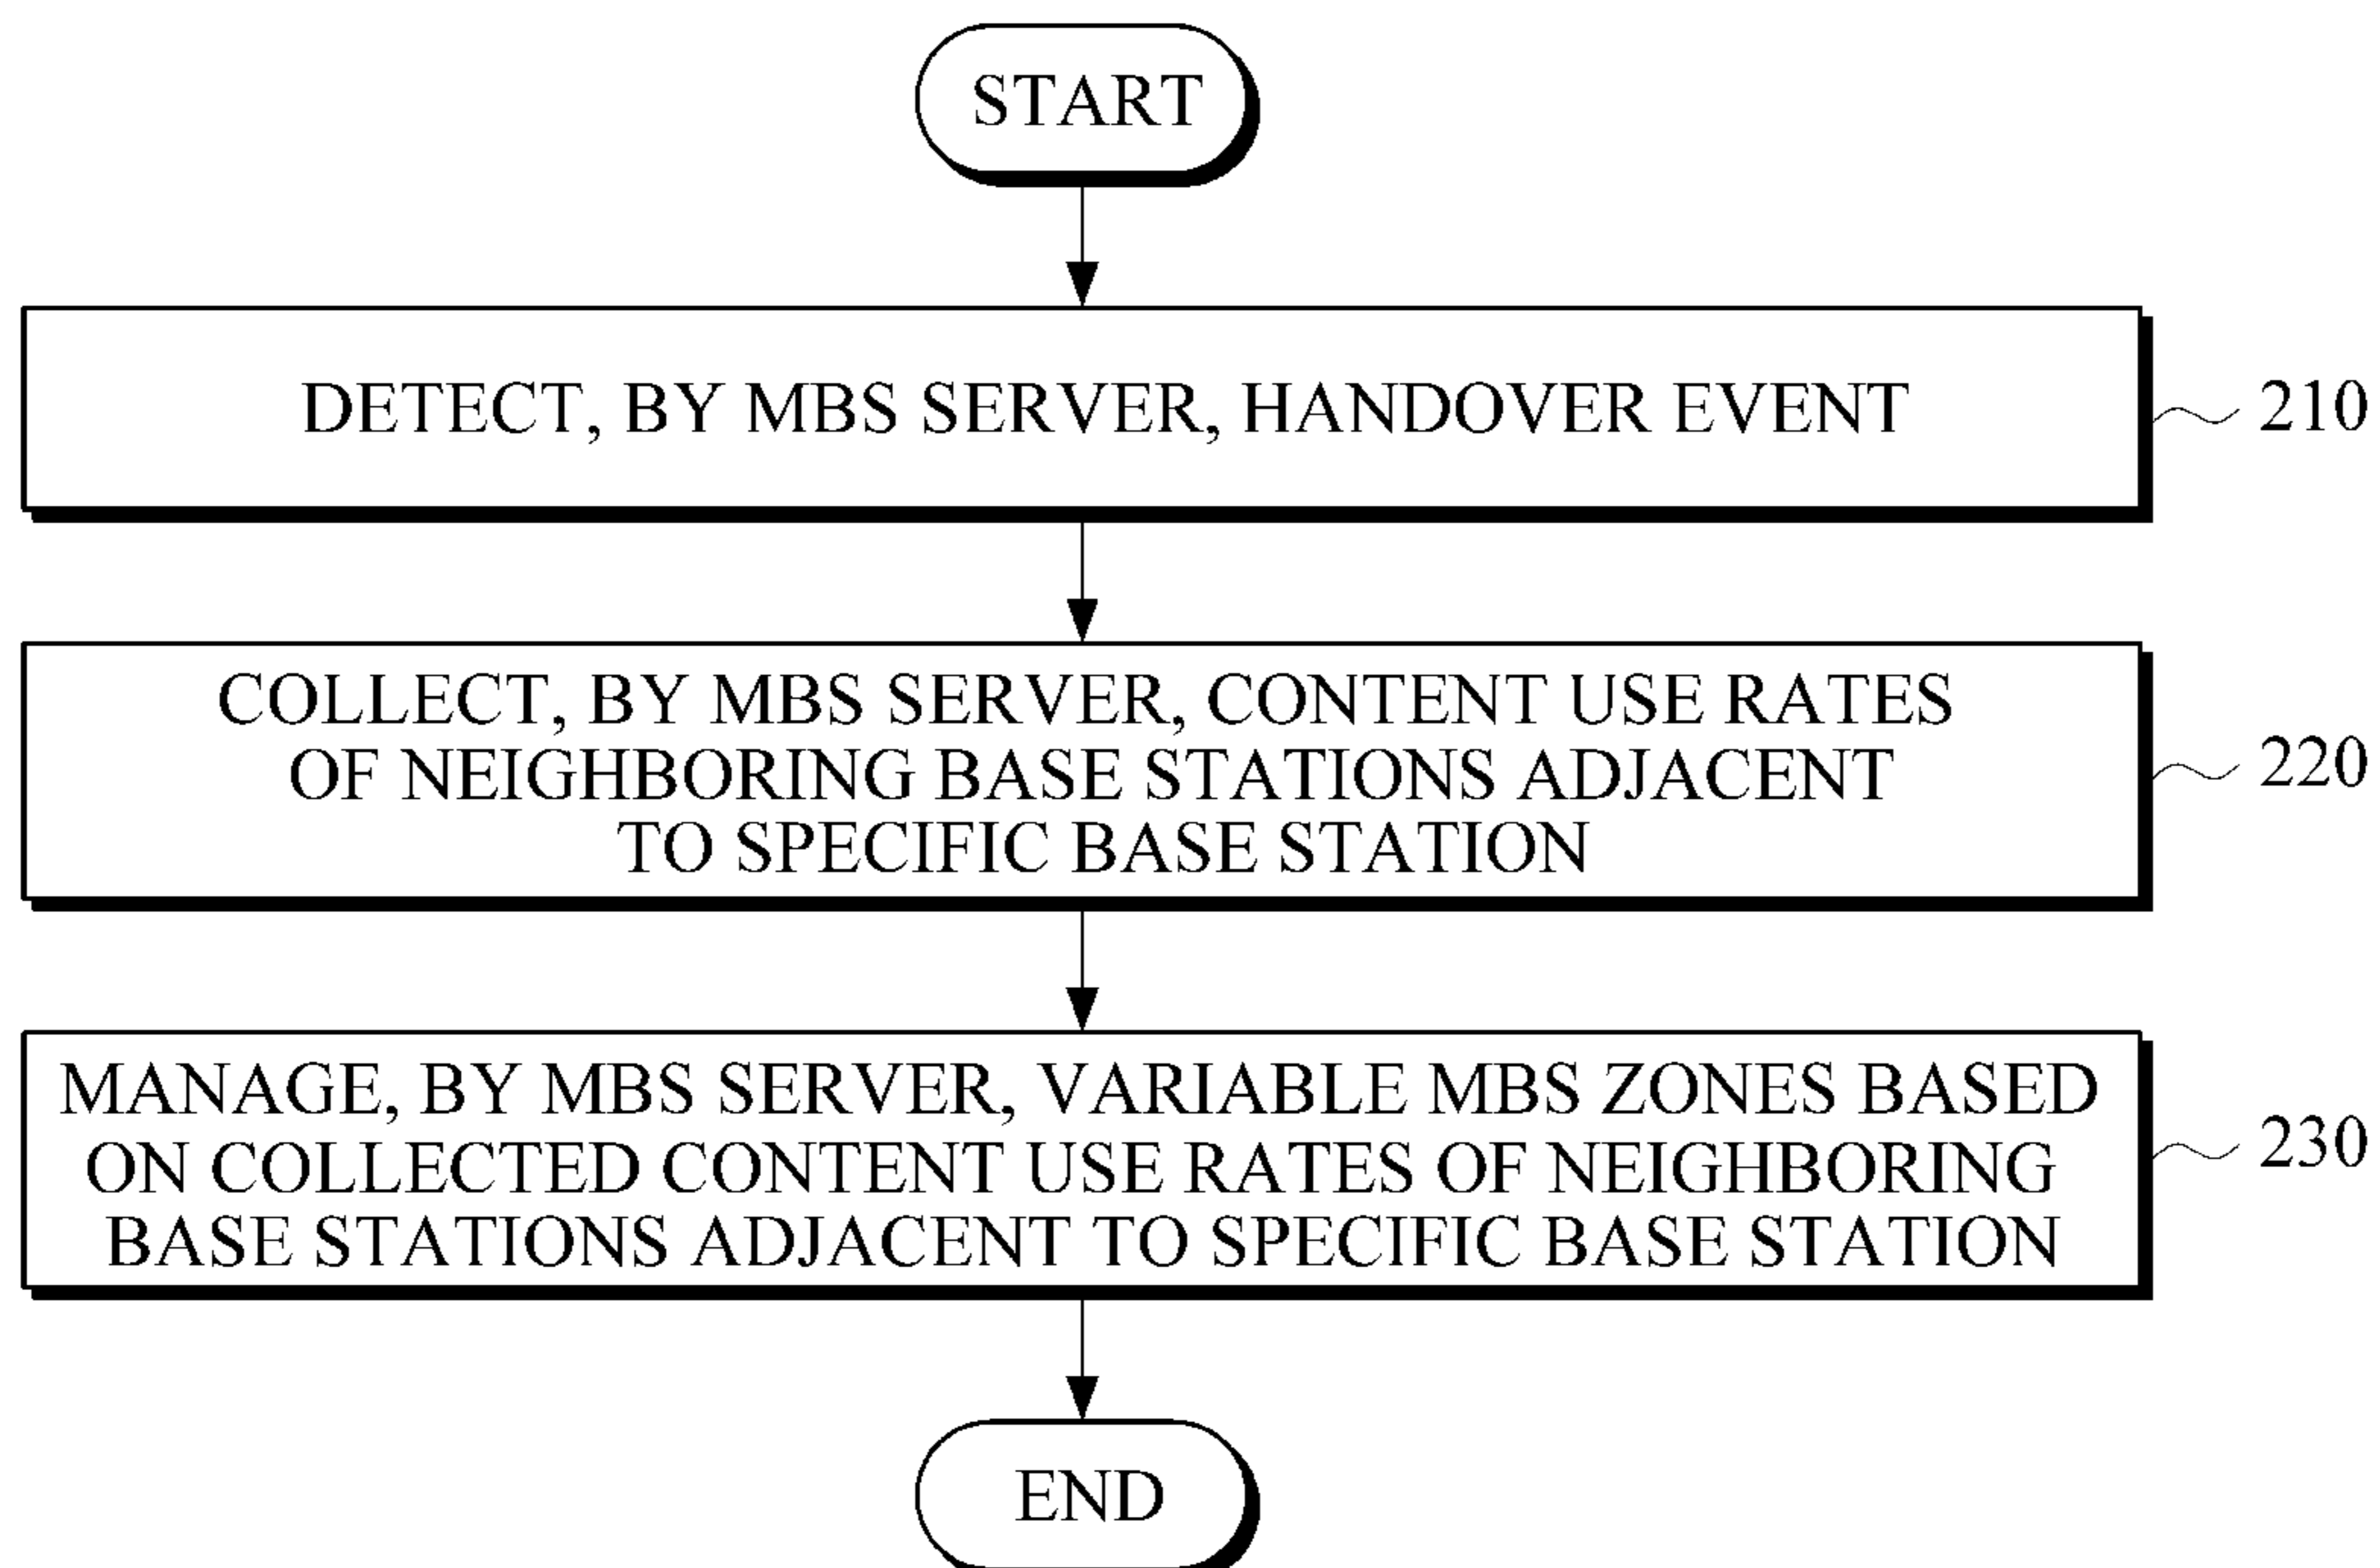 START
DETECT, BY MBS SERVER, HANDOVER EVENT
210
COLLECT, BY MBS SERVER, CONTENT USE RATES
OF NEIGHBORING BASE STATIONS ADJACENT
TO SPECIFIC BASE STATION
220
MANAGE, BY MBS SERVER, VARIABLE MBS ZONES BASED
ON COLLECTED CONTENT USE RATES OF NEIGHBORING
BASE STATIONS ADJACENT TO SPECIFIC BASE STATION
230
END